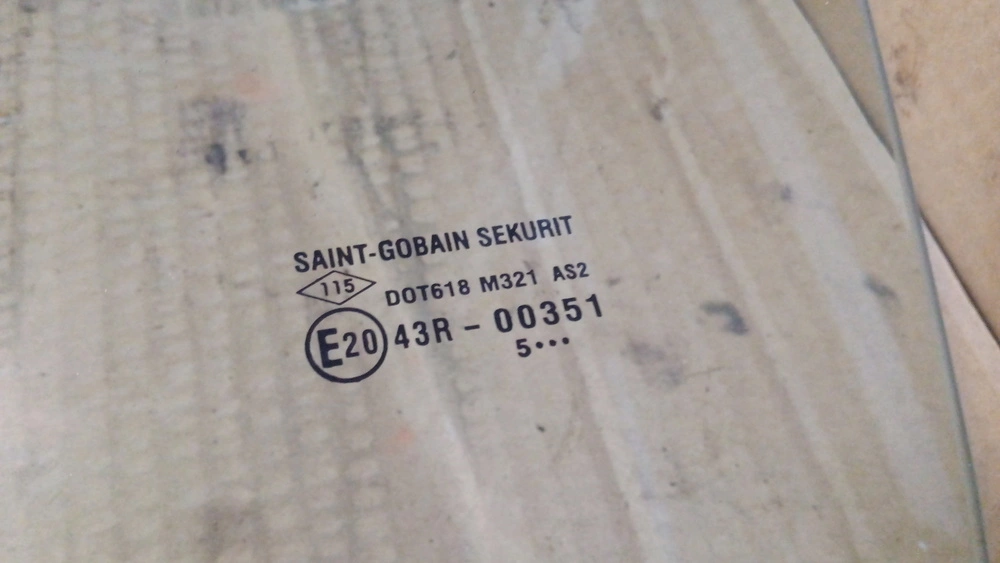 SAINT-GOBAIN SEKURIT
115 DOT618 M321 AS2
E20 43R - 00351
5•••